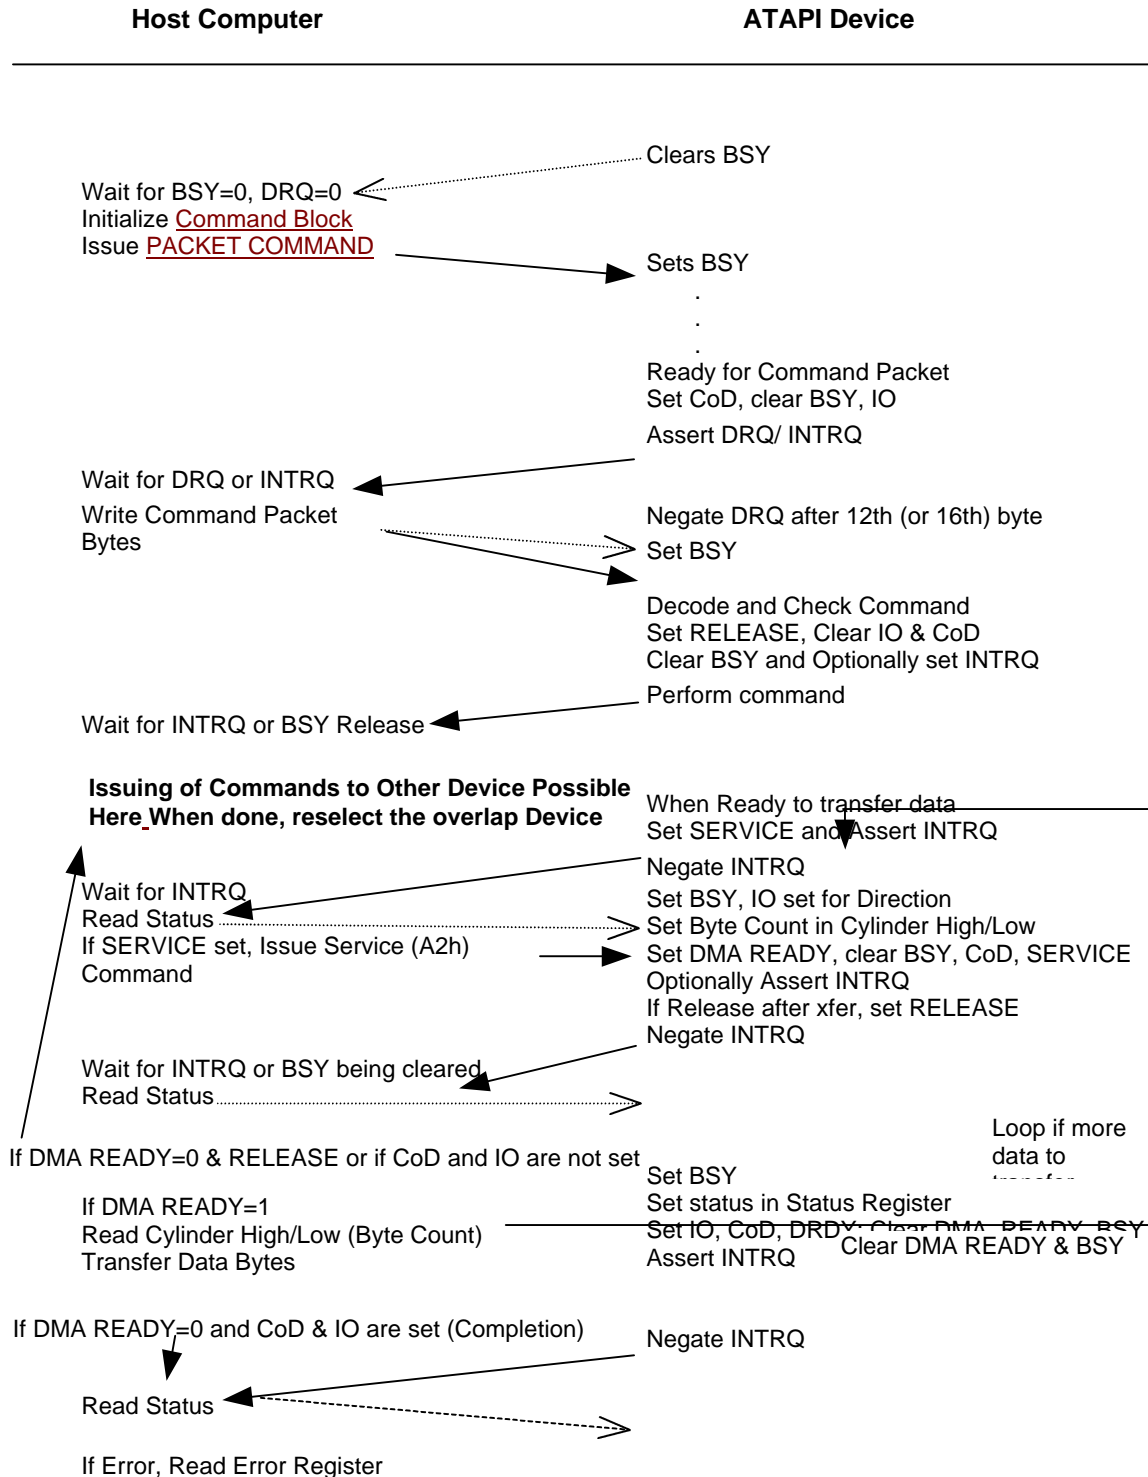 Host Computer
ATAPI Device
Clears BSY
Wait for BSY=0, DRQ=0
Initialize Command Block
Issue PACKET COMMAND
Sets BSY
.
.
.
Ready for Command Packet
Set CoD, clear BSY, IO
Assert DRQ/ INTRQ
Wait for DRQ or INTRQ
Write Command Packet
Bytes
Negate DRQ after 12th (or 16th) byte
Set BSY
Decode and Check Command
Set RELEASE, Clear IO & CoD
Clear BSY and Optionally set INTRQ
Perform command
Wait for INTRQ or BSY Release
Issuing of Commands to Other Device Possible
Here When done, reselect the overlap Device
When Ready to transfer data
Set SERVICE and Assert INTRQ
Negate INTRQ
Wait for INTRQ
Read Status
If SERVICE set, Issue Service (A2h)
Command
Set BSY, IO set for Direction
Set Byte Count in Cylinder High/Low
Set DMA READY, clear BSY, CoD, SERVICE
Optionally Assert INTRQ
If Release after xfer, set RELEASE
Negate INTRQ
Wait for INTRQ or BSY being cleared
Read Status
Loop if more
data to
transfer
If DMA READY=0 & RELEASE or if CoD and IO are not set
Set BSY
Set status in Status Register
Set IO, CoD, DRDY; Clear DMA READY, BSY
Assert INTRQ
Clear DMA READY & BSY
If DMA READY=1
Read Cylinder High/Low (Byte Count)
Transfer Data Bytes
If DMA READY=0 and CoD & IO are set (Completion)
Negate INTRQ
Read Status
If Error, Read Error Register